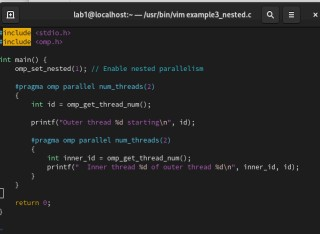 lab1@localhost:~ — /usr/bin/vim example3_nested.c
#include <stdio.h>
#include <omp.h>
int main() {
    omp_set_nested(1); // Enable nested parallelism
    #pragma omp parallel num_threads(2)
    {
        int id = omp_get_thread_num();
        printf("Outer thread %d starting\n", id);
        #pragma omp parallel num_threads(2)
        {
            int inner_id = omp_get_thread_num();
            printf("  Inner thread %d of outer thread %d\n", inner_id, id);
        }
    }
    return 0;
}